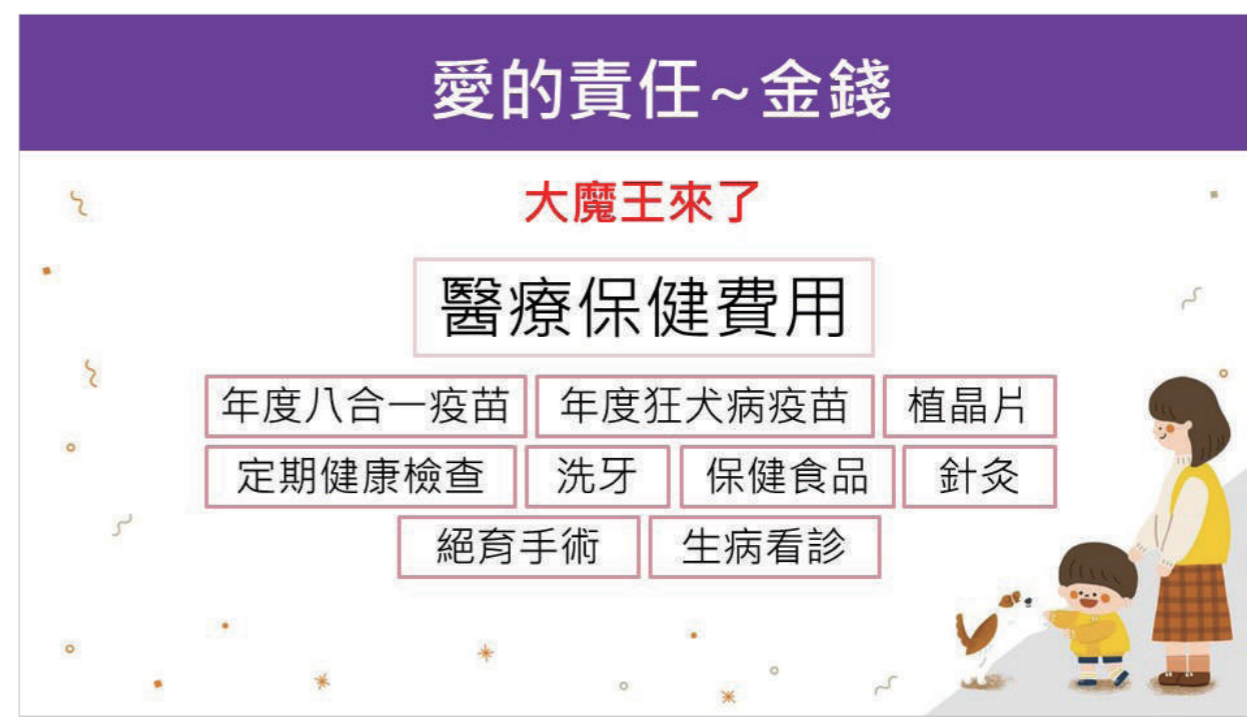 愛的責任~金錢
大魔王來了
醫療保健費用
年度八合一疫苗 年度狂犬病疫苗 植晶片
定期健康檢查 洗牙 保健食品 針灸
絕育手術 生病看診